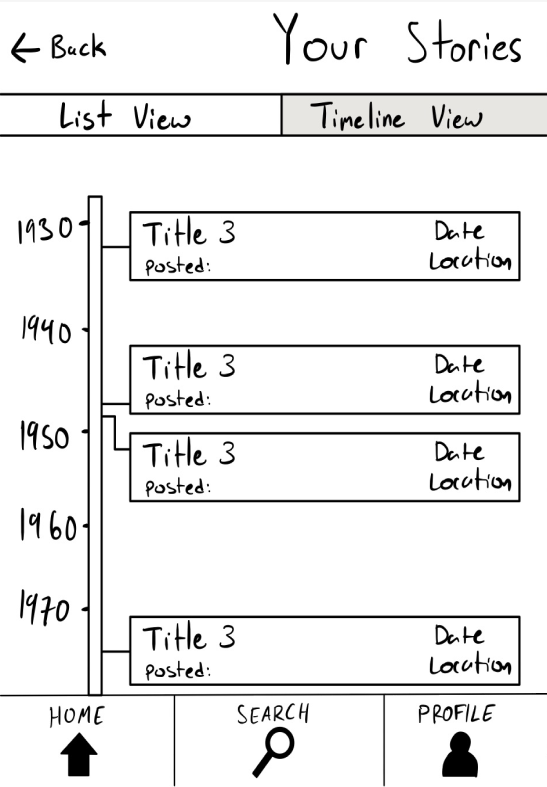 ← Back
Your Stories
List View
Timeline View
1930
Title 3
Date
Posted:
Location
1940
Title 3
Date
Posted:
Location
1950
Title 3
Date
Posted:
Location
1960
1970
Title 3
Date
Posted:
Location
HOME
SEARCH
PROFILE